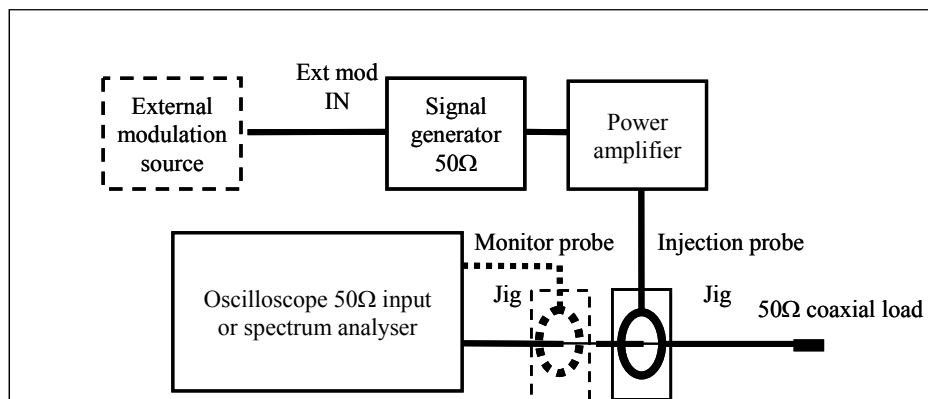 Ext mod
IN
External
modulation
source
Signal
generator
50Ω
Power
amplifier
Monitor probe
Injection probe
Oscilloscope 50Ω input
or spectrum analyser
Jig
Jig
50Ω coaxial load